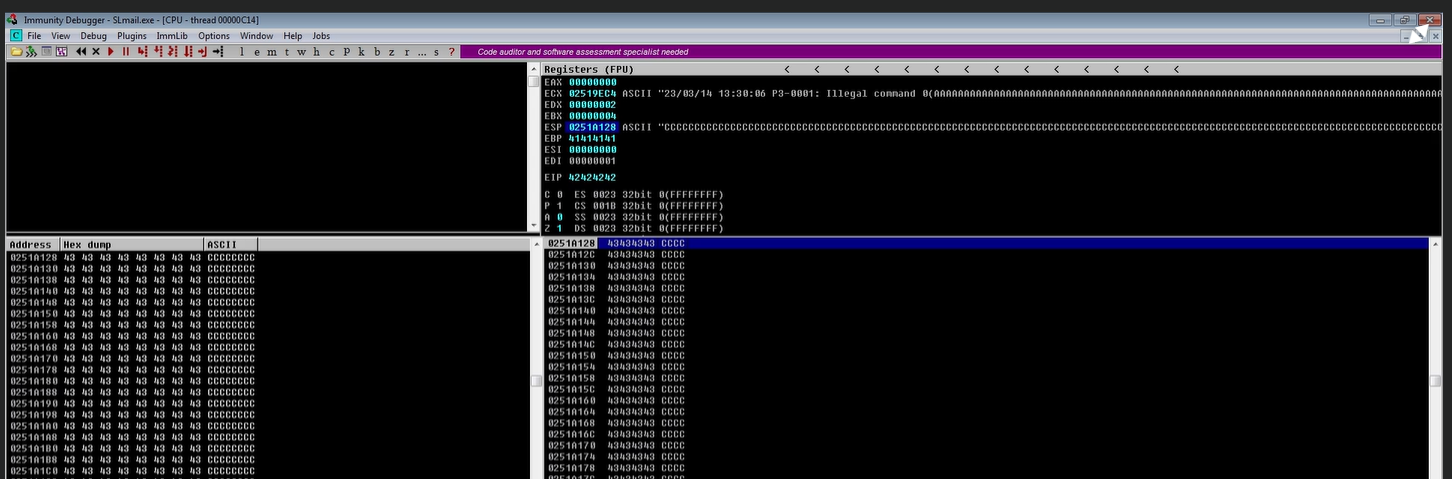 Immunity Debugger - SLmail.exe - [CPU - thread 00000C14]
C File View Debug Plugins ImmLib Options Window Help Jobs
l e m t w h c P k b z r ... s ? Code auditor and software assessment specialist needed
Registers (FPU) < < < < < < < < < < < < < <
EAX 00000000
ECX 02519EC4 ASCII "23/03/14 13:30:06 P3-0001: Illegal command 0(
EDX 00000002
EBX 00000004
ESP 0251A128 ASCII
EBP 41414141
ESI 00000000
EDI 00000001
EIP 42424242
C 0 ES 0023 32bit 0(FFFFFFFF)
P 1 CS 001B 32bit 0(FFFFFFFF)
A 0 SS 0023 32bit 0(FFFFFFFF)
Z 1 DS 0023 32bit 0(FFFFFFFF)
Address Hex dump ASCII
0251A128 43 43 43 43 43 43 43 43 CCCCCCCC
0251A130 43 43 43 43 43 43 43 43 CCCCCCCC
0251A138 43 43 43 43 43 43 43 43 CCCCCCCC
0251A140 43 43 43 43 43 43 43 43 CCCCCCCC
0251A148 43 43 43 43 43 43 43 43 CCCCCCCC
0251A150 43 43 43 43 43 43 43 43 CCCCCCCC
0251A158 43 43 43 43 43 43 43 43 CCCCCCCC
0251A160 43 43 43 43 43 43 43 43 CCCCCCCC
0251A168 43 43 43 43 43 43 43 43 CCCCCCCC
0251A170 43 43 43 43 43 43 43 43 CCCCCCCC
0251A178 43 43 43 43 43 43 43 43 CCCCCCCC
0251A180 43 43 43 43 43 43 43 43 CCCCCCCC
0251A188 43 43 43 43 43 43 43 43 CCCCCCCC
0251A190 43 43 43 43 43 43 43 43 CCCCCCCC
0251A198 43 43 43 43 43 43 43 43 CCCCCCCC
0251A1A0 43 43 43 43 43 43 43 43 CCCCCCCC
0251A1A8 43 43 43 43 43 43 43 43 CCCCCCCC
0251A1B0 43 43 43 43 43 43 43 43 CCCCCCCC
0251A1B8 43 43 43 43 43 43 43 43 CCCCCCCC
0251A1C0 43 43 43 43 43 43 43 43 CCCCCCCC
0251A128 43434343 CCCC
0251A12C 43434343 CCCC
0251A130 43434343 CCCC
0251A134 43434343 CCCC
0251A138 43434343 CCCC
0251A13C 43434343 CCCC
0251A140 43434343 CCCC
0251A144 43434343 CCCC
0251A148 43434343 CCCC
0251A14C 43434343 CCCC
0251A150 43434343 CCCC
0251A154 43434343 CCCC
0251A158 43434343 CCCC
0251A15C 43434343 CCCC
0251A160 43434343 CCCC
0251A164 43434343 CCCC
0251A168 43434343 CCCC
0251A16C 43434343 CCCC
0251A170 43434343 CCCC
0251A174 43434343 CCCC
0251A178 43434343 CCCC